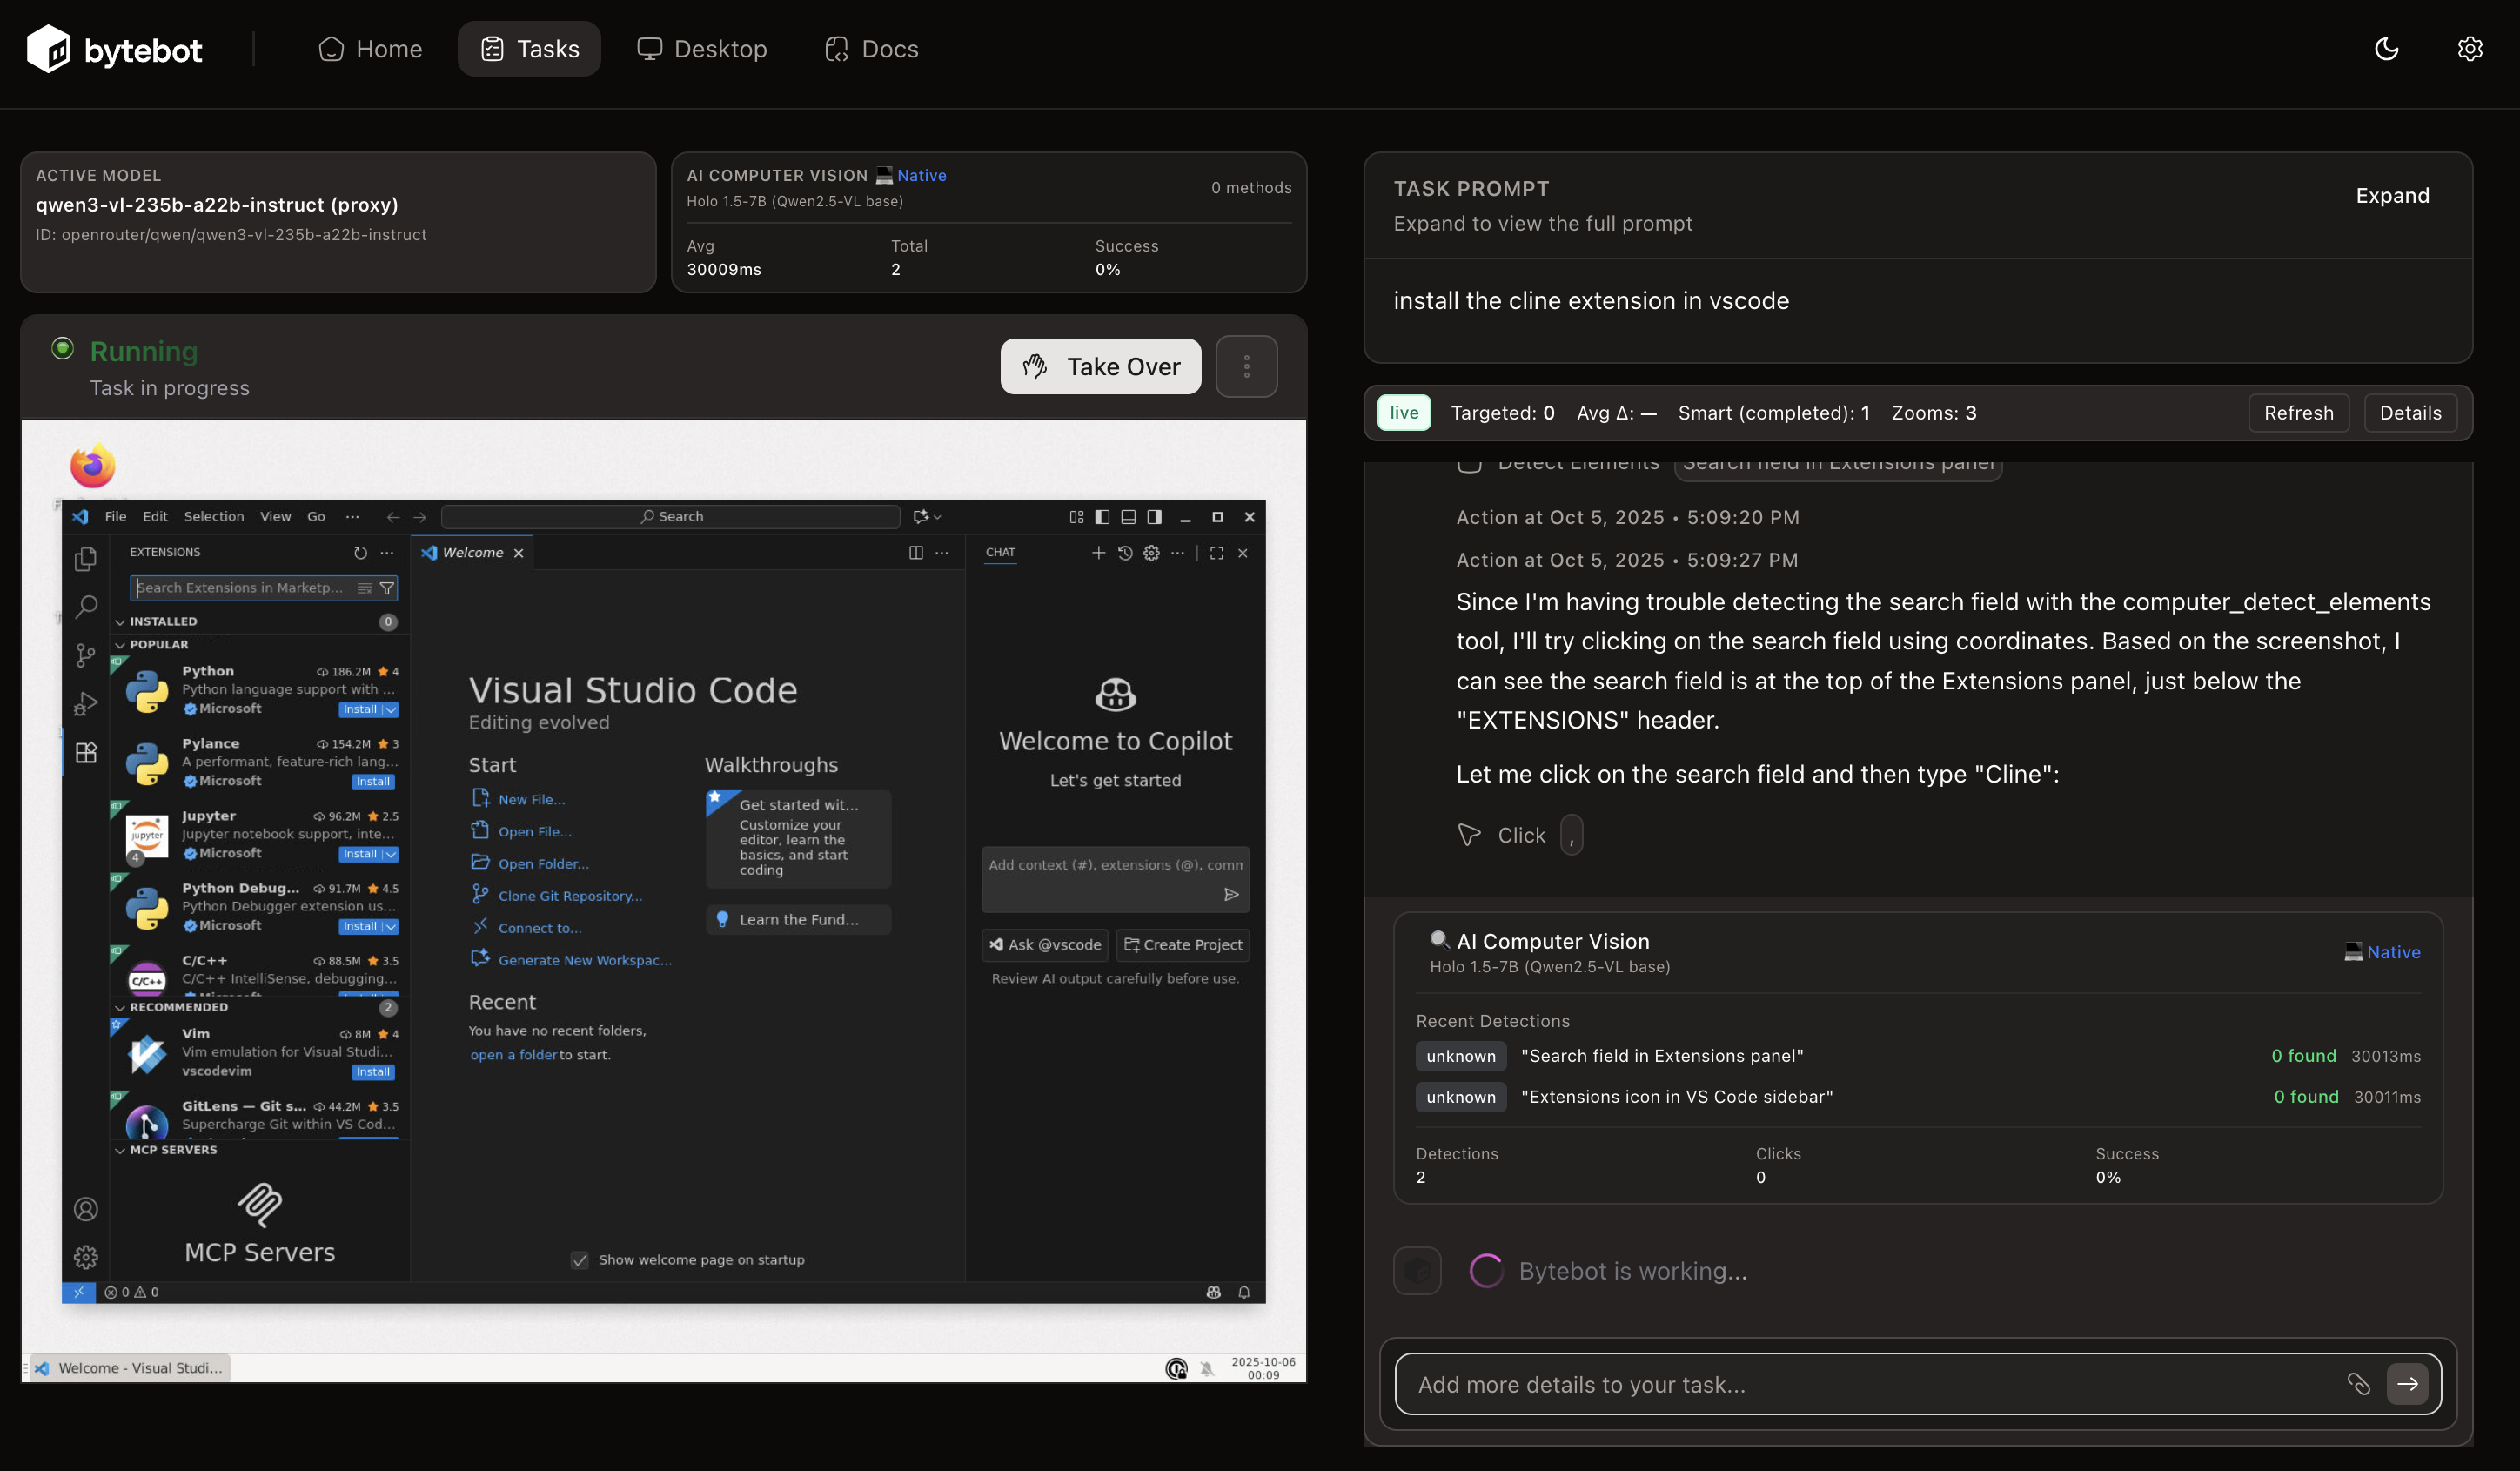 bytebot
Home
Tasks
Desktop
Docs
ACTIVE MODEL
qwen3-vl-235b-a22b-instruct (proxy)
ID: openrouter/qwen/qwen3-vl-235b-a22b-instruct
AI COMPUTER VISION Native
Holo 1.5-7B (Qwen2.5-VL base)
0 methods
Avg Total Success
30009ms 2 0%
Running
Task in progress
Take Over
File Edit Selection View Go ···
Search
EXTENSIONS
Search Extensions in Marketp...
INSTALLED 0
POPULAR
Python 186.2M 4
Python language support with ...
Microsoft Install
Pylance 154.2M 3
A performant, feature-rich lang...
Microsoft Install
Jupyter 96.2M 2.5
jupyter
Jupyter notebook support, inte...
4
Microsoft Install
Python Debug... 91.7M 4.5
Python Debugger extension us...
Microsoft Install
C/C++ 88.5M 3.5
C/C++
C/C++ IntelliSense, debugging...
RECOMMENDED 2
Vim 8M 4
Vim emulation for Visual Studi...
vscodevim Install
GitLens — Git s... 44.2M 3.5
Supercharge Git within VS Cod...
MCP SERVERS
MCP Servers
Welcome
Visual Studio Code
Editing evolved
Start
New File...
Open File...
Open Folder...
Clone Git Repository...
Connect to...
Generate New Workspac...
Recent
You have no recent folders,
open a folder to start.
Walkthroughs
Get started wit...
Customize your
editor, learn the
basics, and start
coding
Learn the Fund...
Show welcome page on startup
CHAT
Welcome to Copilot
Let's get started
Add context (#), extensions (@), comm
Ask @vscode
Create Project
Review AI output carefully before use.
0 0
Welcome - Visual Studi...
2025-10-06
00:09
TASK PROMPT
Expand to view the full prompt
Expand
install the cline extension in vscode
live Targeted: 0 Avg Δ: — Smart (completed): 1 Zooms: 3
Refresh
Details
Detect Elements Search field in Extensions panel
Action at Oct 5, 2025 • 5:09:20 PM
Action at Oct 5, 2025 • 5:09:27 PM
Since I'm having trouble detecting the search field with the computer_detect_elements
tool, I'll try clicking on the search field using coordinates. Based on the screenshot, I
can see the search field is at the top of the Extensions panel, just below the
"EXTENSIONS" header.
Let me click on the search field and then type "Cline":
Click ,
AI Computer Vision
Holo 1.5-7B (Qwen2.5-VL base)
Native
Recent Detections
unknown "Search field in Extensions panel" 0 found 30013ms
unknown "Extensions icon in VS Code sidebar" 0 found 30011ms
Detections Clicks Success
2 0 0%
Bytebot is working...
Add more details to your task...